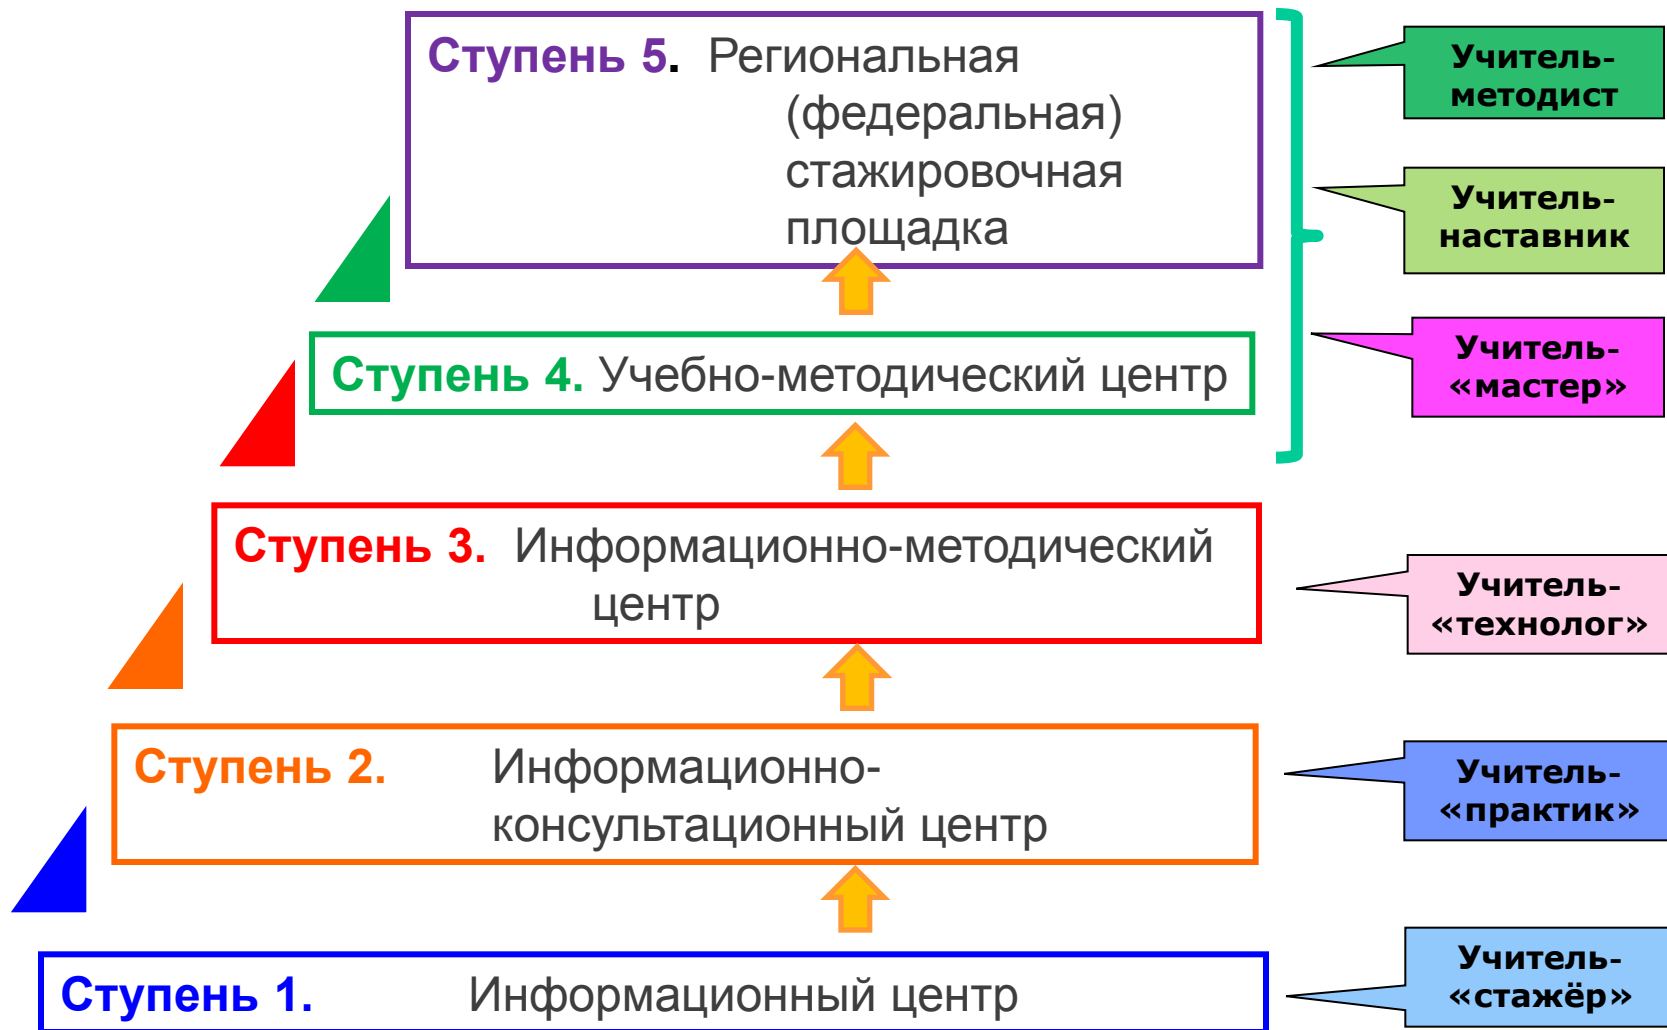 Ступень 5. Региональная
(федеральная)
стажировочная
площадка
Учитель-
методист
Учитель-
наставник
Ступень 4. Учебно-методический центр
Учитель-
«мастер»
Ступень 3. Информационно-методический
центр
Учитель-
«технолог»
Ступень 2. Информационно-
консультационный центр
Учитель-
«практик»
Ступень 1. Информационный центр
Учитель-
«стажёр»